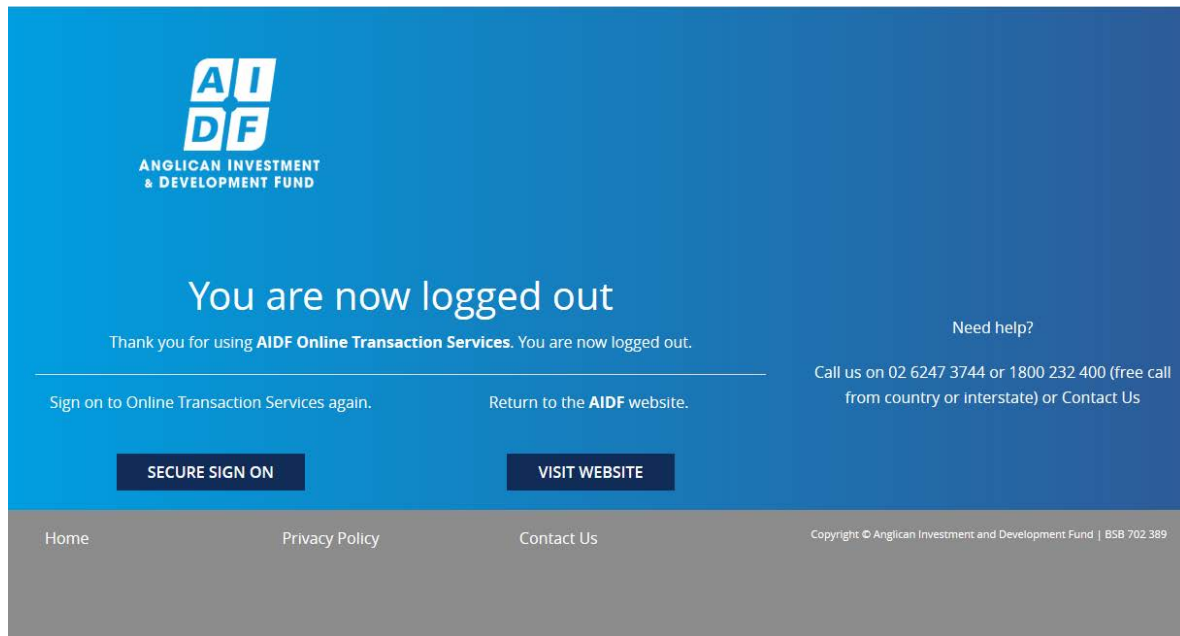 AI
DF
ANGLICAN INVESTMENT
& DEVELOPMENT FUND
You are now logged out
Thank you for using AIDF Online Transaction Services. You are now logged out.
Sign on to Online Transaction Services again.
Return to the AIDF website.
SECURE SIGN ON
VISIT WEBSITE
Need help?
Call us on 02 6247 3744 or 1800 232 400 (free call
from country or interstate) or Contact Us
Home
Privacy Policy
Contact Us
Copyright © Anglican Investment and Development Fund | BSB 702 389